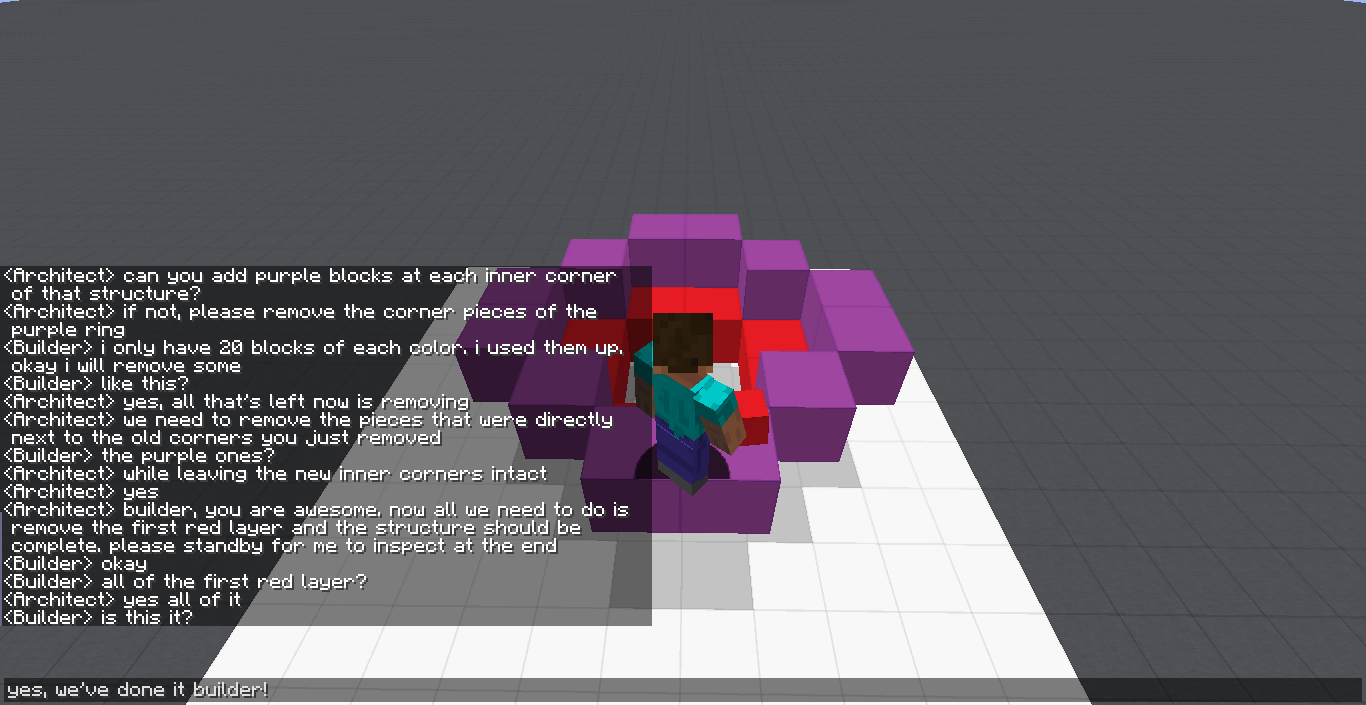 <Architect> can you add purple blocks at each inner corner
of that structure?
<Architect> if not, please remove the corner pieces of the
purple ring
<Builder> i only have 20 blocks of each color. i used them up.
okay i will remove some
<Builder> like this?
<Architect> yes, all that's left now is removing
<Architect> we need to remove the pieces that were directly
next to the old corners you just removed
<Builder> the purple ones?
<Architect> while leaving the new inner corners intact
<Architect> yes
<Architect> builder, you are awesome. now all we need to do is
remove the first red layer and the structure should be
complete. please standby for me to inspect at the end
<Builder> okay
<Builder> all of the first red layer?
<Architect> yes all of it
<Builder> is this it?
yes, we've done it builder!